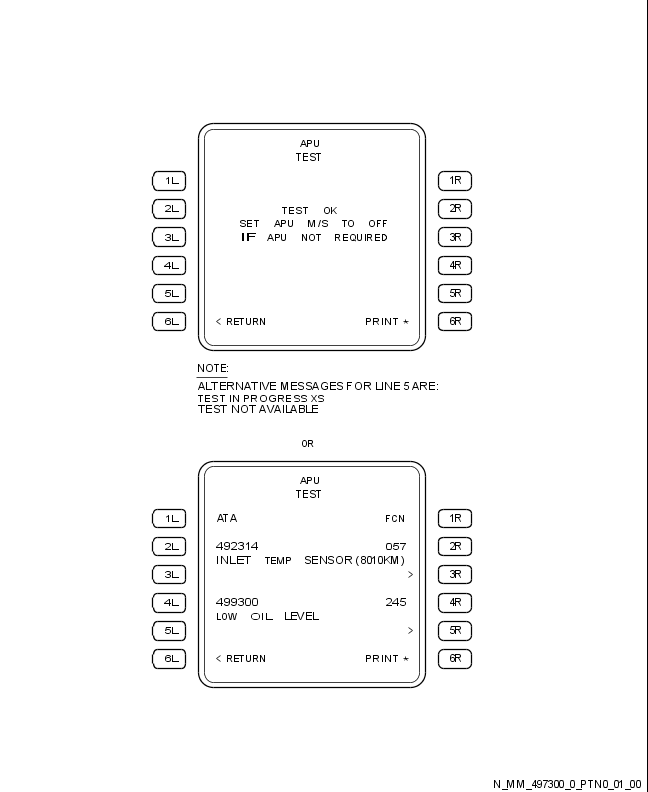 APU
TEST
1L 1R
2L TEST OK 2R
SET APU M/S TO OFF
3L IF APU NOT REQUIRED 3R
4L 4R
5L 5R
6L < RETURN PRINT * 6R
NOTE:
ALTERNATIVE MESSAGES FOR LINE 5 ARE:
TEST IN PROGRESS XS
TEST NOT AVAILABLE
OR
APU
TEST
1L ATA FCN 1R
2L 492314 057 2R
INLET TEMP SENSOR (8010KM)
3L > 3R
4L 499300 245 4R
LOW OIL LEVEL
5L > 5R
6L < RETURN PRINT * 6R
N_MM_497300_0_PTN0_01_00